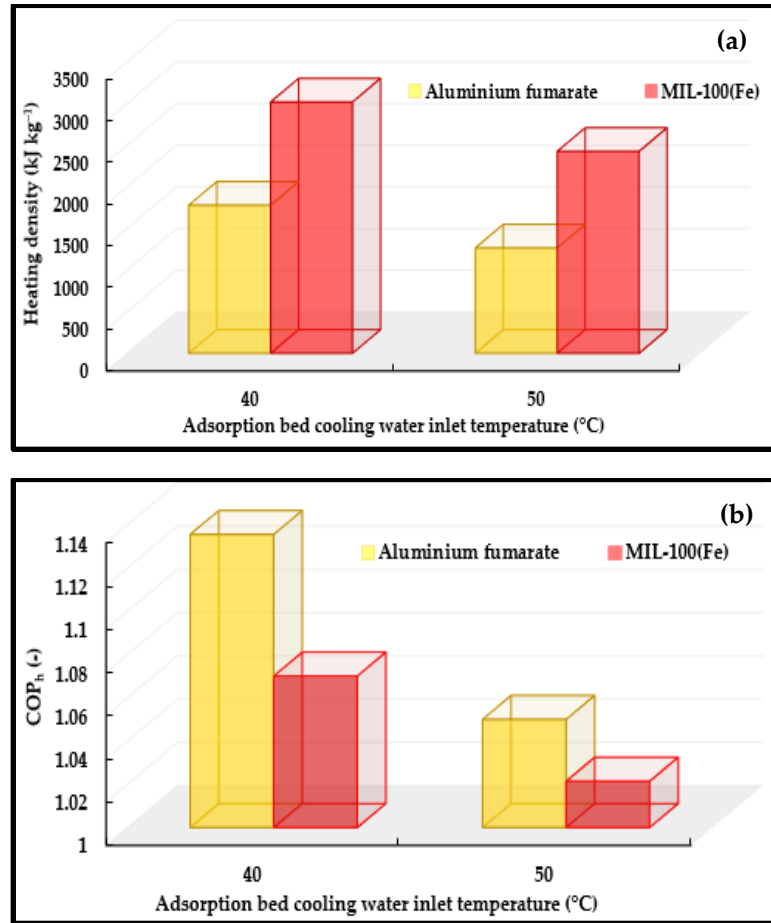 (a)
Aluminium fumarate MIL-100(Fe)
Heating density (kJ kg⁻¹)
3500
3000
2500
2000
1500
1000
500
0
40 50
Adsorption bed cooling water inlet temperature (°C)
(b)
Aluminium fumarate MIL-100(Fe)
COPₕ (-)
1.14
1.12
1.1
1.08
1.06
1.04
1.02
1
40 50
Adsorption bed cooling water inlet temperature (°C)